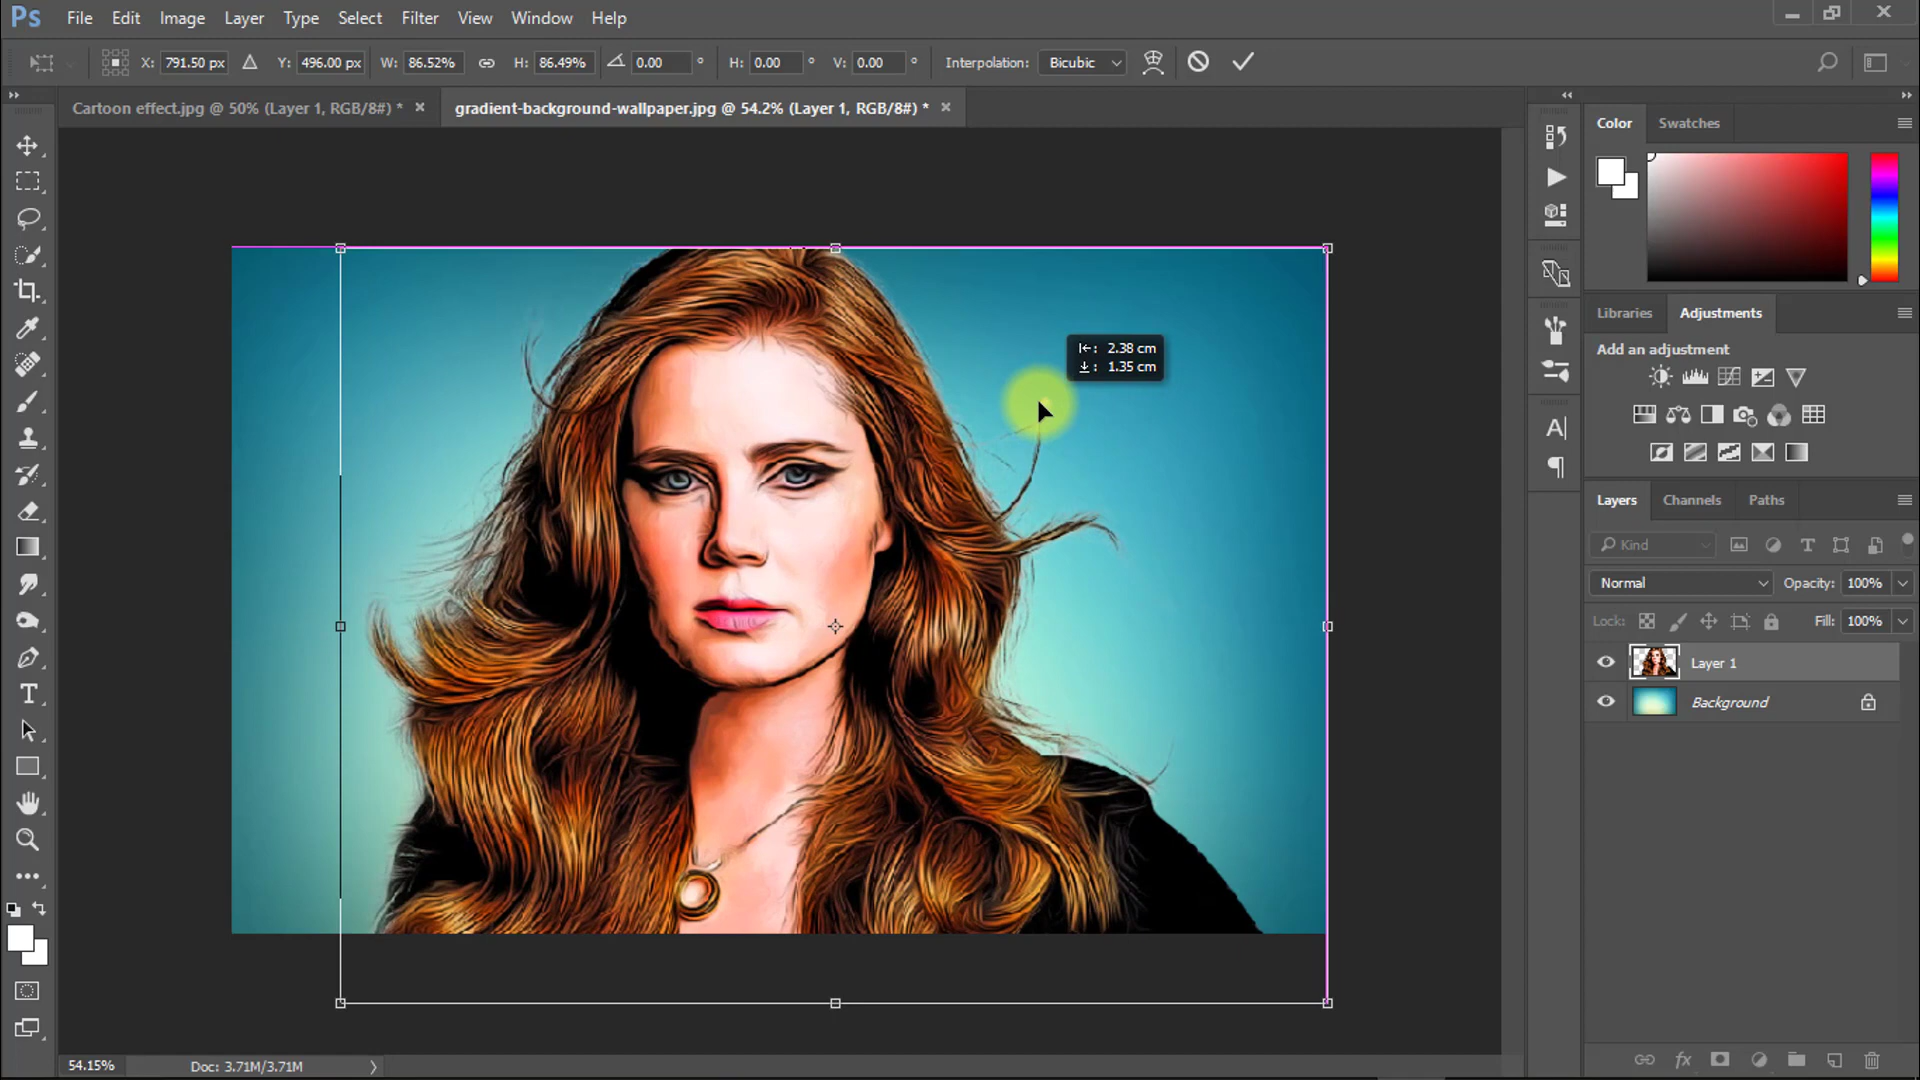 Ps File Edit Image Layer Type Select Filter View Window Help
X: 791.50 px Y: 496.00 px W: 86.52% H: 86.49% 0.00 ° H: 0.00 ° V: 0.00 ° Interpolation: Bicubic
Cartoon effect.jpg @ 50% (Layer 1, RGB/8#) * × gradient-background-wallpaper.jpg @ 54.2% (Layer 1, RGB/8#) * ×
Color Swatches
Libraries Adjustments
Add an adjustment
2.38 cm
1.35 cm
Layers Channels Paths
Kind
Normal Opacity: 100%
Lock: Fill: 100%
Layer 1
Background
54.15% Doc: 3.71M/3.71M